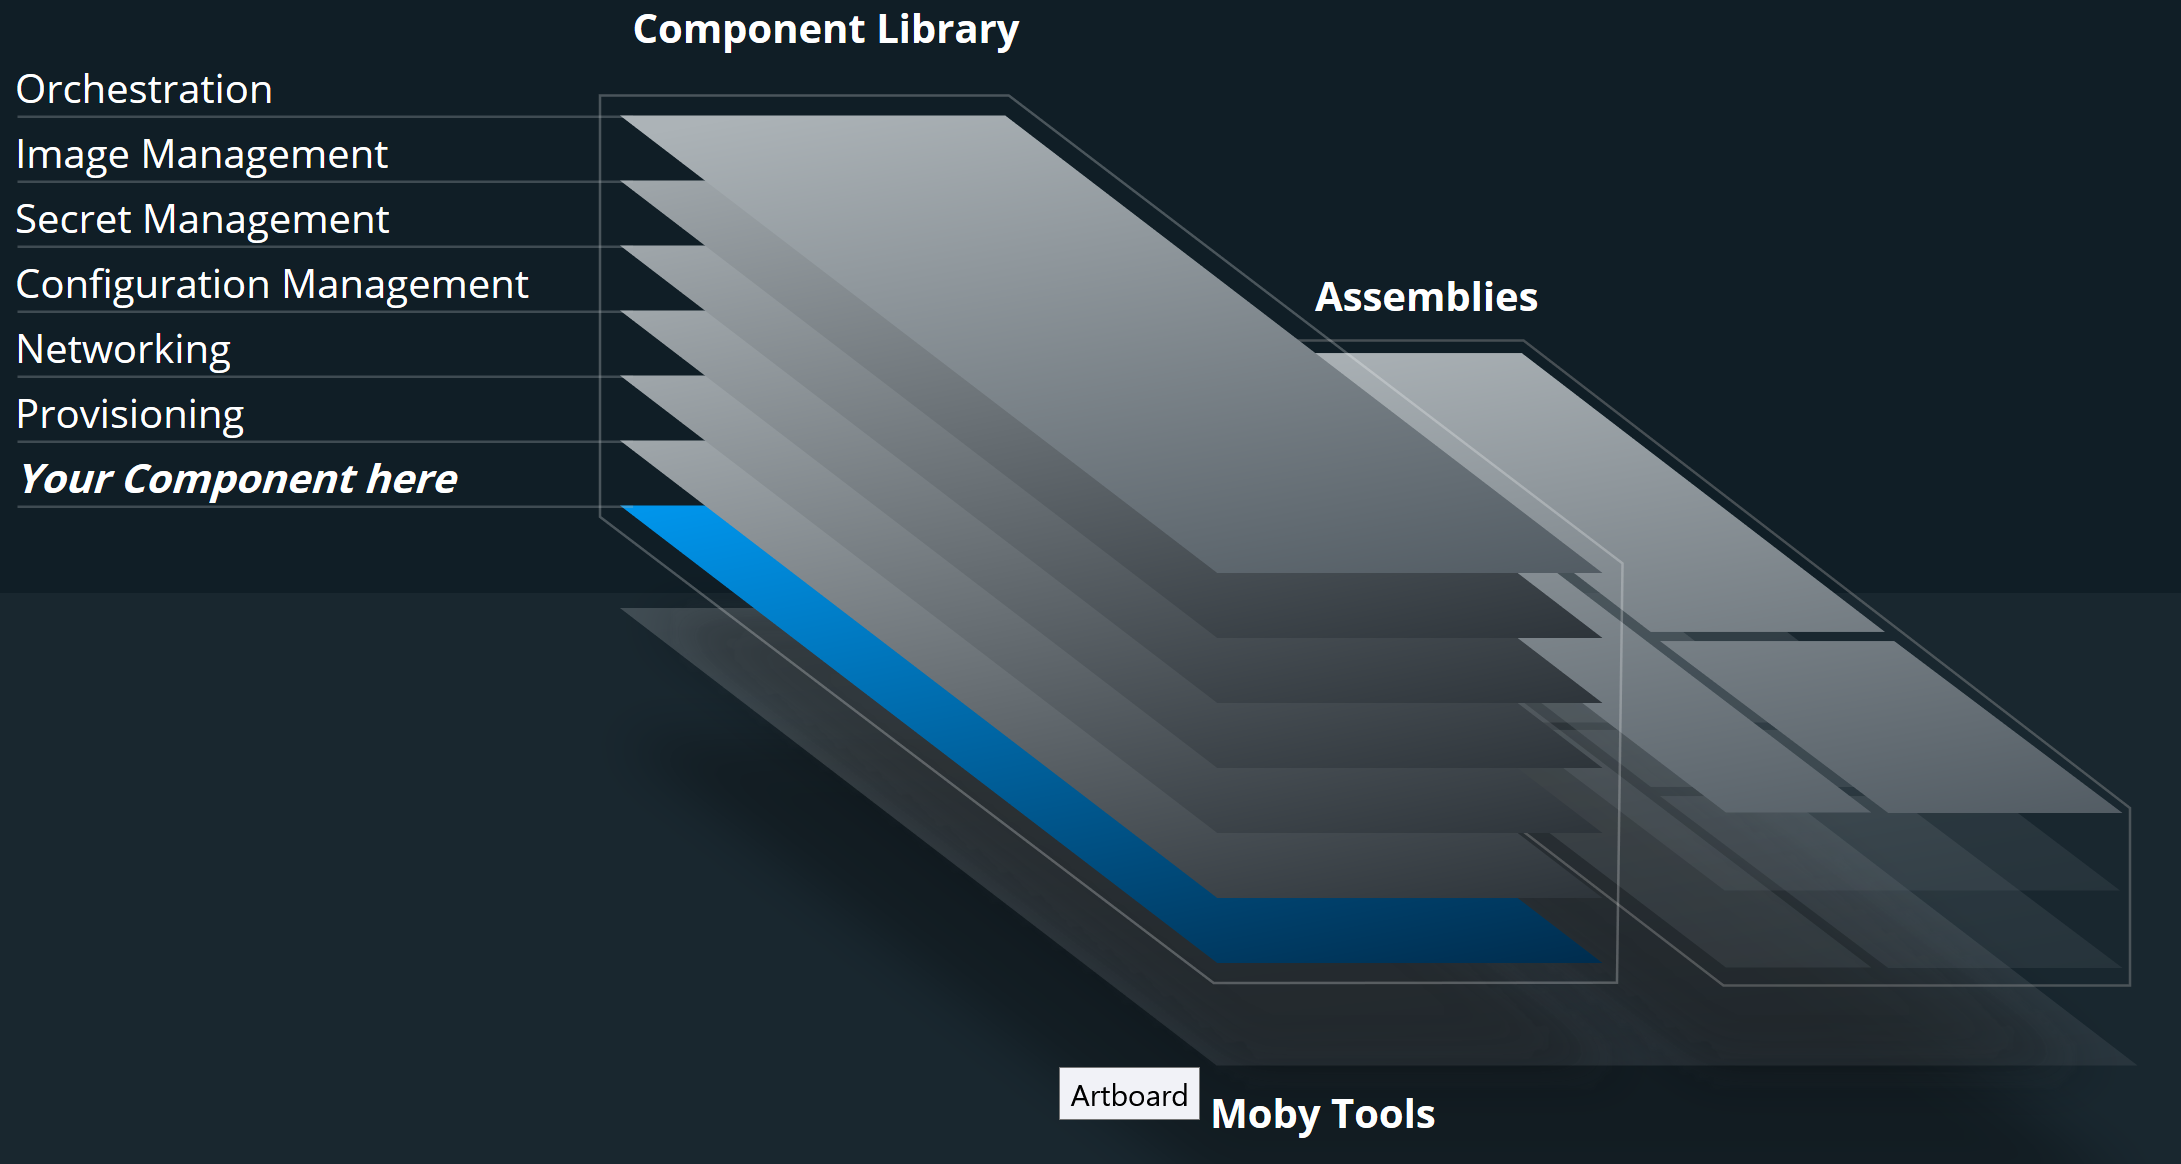 Component Library
Orchestration
Image Management
Secret Management
Configuration Management
Networking
Provisioning
Your Component here
Assemblies
Artboard
Moby Tools